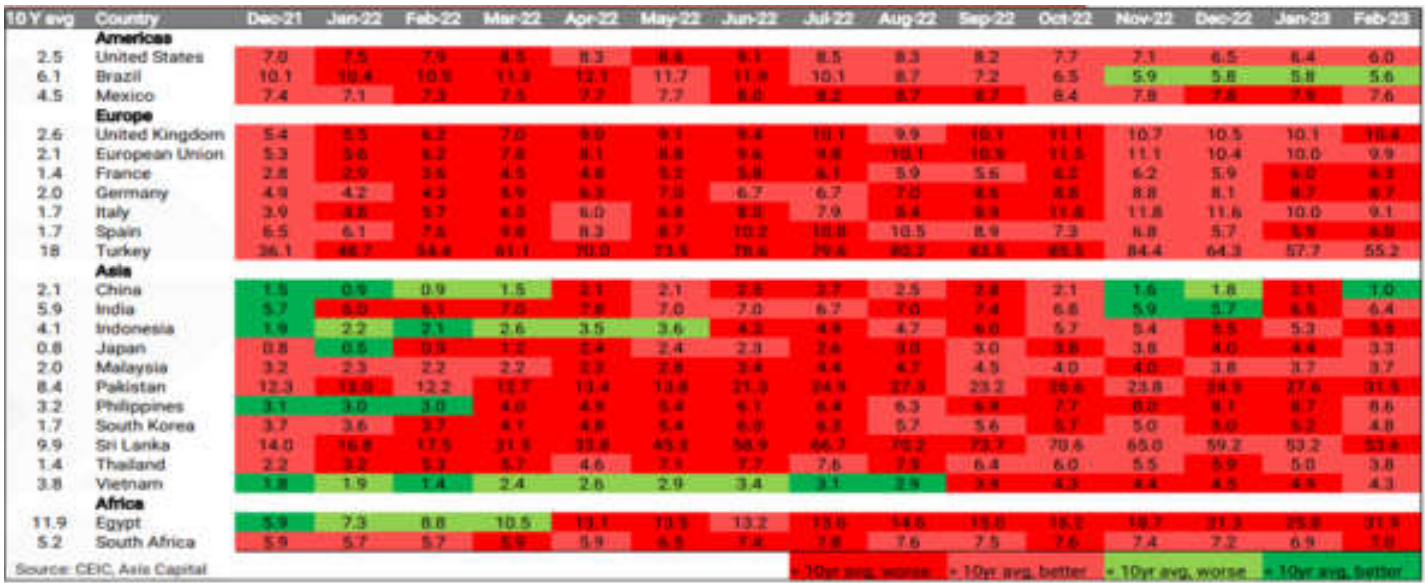 10 Y avg Country Dec-21 Jan-22 Feb-22 Mar-22 Apr-22 May-22 Jun-22 Jul-22 Aug-22 Sep-22 Oct-22 Nov-22 Dec-22 Jan-23 Feb-23
Americas
2.5 United States 7.0 7.5 7.9 8.5 8.3 8.6 9.1 8.5 8.3 8.2 7.7 7.1 6.5 6.4 6.0
6.1 Brazil 10.1 10.4 10.5 11.3 12.1 11.7 11.9 10.1 8.7 7.2 6.5 5.9 5.8 5.8 5.6
4.5 Mexico 7.4 7.1 7.3 7.5 7.7 7.7 8.0 8.2 8.7 8.7 8.4 7.8 7.8 7.9 7.6
Europe
2.6 United Kingdom 5.4 5.5 6.2 7.0 9.0 9.1 9.4 10.1 9.9 10.1 11.1 10.7 10.5 10.1 10.4
2.1 European Union 5.3 5.6 6.2 7.8 8.1 8.8 9.6 9.8 10.1 10.9 11.5 11.1 10.4 10.0 9.9
1.4 France 2.8 2.9 3.6 4.5 4.8 5.2 5.8 6.1 5.9 5.6 6.2 6.2 5.9 6.0 6.3
2.0 Germany 4.9 4.2 4.3 5.9 6.3 7.0 6.7 6.7 7.0 8.6 8.8 8.8 8.1 8.7 8.7
1.7 Italy 3.9 4.8 5.7 6.5 6.0 6.8 8.0 7.9 8.4 8.9 11.8 11.8 11.6 10.0 9.1
1.7 Spain 6.5 6.1 7.6 9.8 8.3 8.7 10.2 10.8 10.5 8.9 7.3 6.8 5.7 5.9 6.0
18 Turkey 36.1 48.7 54.4 61.1 70.0 73.5 78.6 79.6 80.2 83.5 85.5 84.4 64.3 57.7 55.2
Asia
2.1 China 1.5 0.9 0.9 1.5 2.1 2.1 2.5 2.7 2.5 2.8 2.1 1.6 1.8 2.1 1.0
5.9 India 5.7 6.0 6.1 7.0 7.8 7.0 7.0 6.7 7.0 7.4 6.8 5.9 5.7 6.5 6.4
4.1 Indonesia 1.9 2.2 2.1 2.6 3.5 3.6 4.3 4.9 4.7 6.0 5.7 5.4 5.5 5.3 5.5
0.8 Japan 0.8 0.5 0.9 1.2 2.4 2.4 2.3 2.6 3.0 3.0 3.8 3.8 4.0 4.4 3.3
2.0 Malaysia 3.2 2.3 2.2 2.2 2.3 2.8 3.4 4.4 4.7 4.5 4.0 4.0 3.8 3.7 3.7
8.4 Pakistan 12.3 13.0 12.2 12.7 13.4 13.8 21.3 24.9 27.3 23.2 26.6 23.8 24.5 27.6 31.5
3.2 Philippines 3.1 3.0 3.0 4.0 4.9 5.4 6.1 6.4 6.3 6.9 7.7 8.0 8.1 8.7 8.6
1.7 South Korea 3.7 3.6 3.7 4.1 4.8 5.4 6.0 6.3 5.7 5.6 5.7 5.0 5.0 5.2 4.8
9.9 Sri Lanka 14.0 16.8 17.5 21.5 33.8 45.3 58.9 66.7 70.2 73.7 70.6 65.0 59.2 53.2 53.6
1.4 Thailand 2.2 3.2 5.3 5.7 4.6 7.1 7.7 7.6 7.9 6.4 6.0 5.5 5.9 5.0 3.8
3.8 Vietnam 1.8 1.9 1.4 2.4 2.6 2.9 3.4 3.1 2.9 3.9 4.3 4.4 4.5 4.9 4.3
Africa
11.9 Egypt 5.9 7.3 8.8 10.5 13.1 13.5 13.2 13.6 14.6 15.0 16.2 18.7 21.3 25.8 31.9
5.2 South Africa 5.9 5.7 5.7 5.9 5.9 6.5 7.4 7.8 7.6 7.5 7.6 7.4 7.2 6.9 7.0
Source: CEIC, Axis Capital 10yr avg, worse 10yr avg, better 10yr avg, worse 10yr avg, better